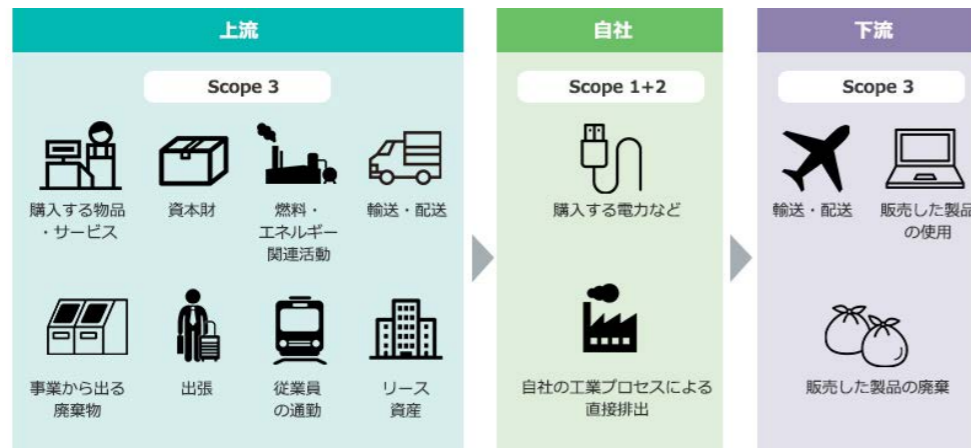 上流
自社
下流
Scope 3
Scope 1+2
Scope 3
購入する物品
・サービス
資本財
燃料・
エネルギー
関連活動
輸送・配送
購入する電力など
輸送・配送
販売した製品
の使用
事業から出る
廃棄物
出張
従業員
の通勤
リース
資産
自社の工業プロセスによる
直接排出
販売した製品の廃棄